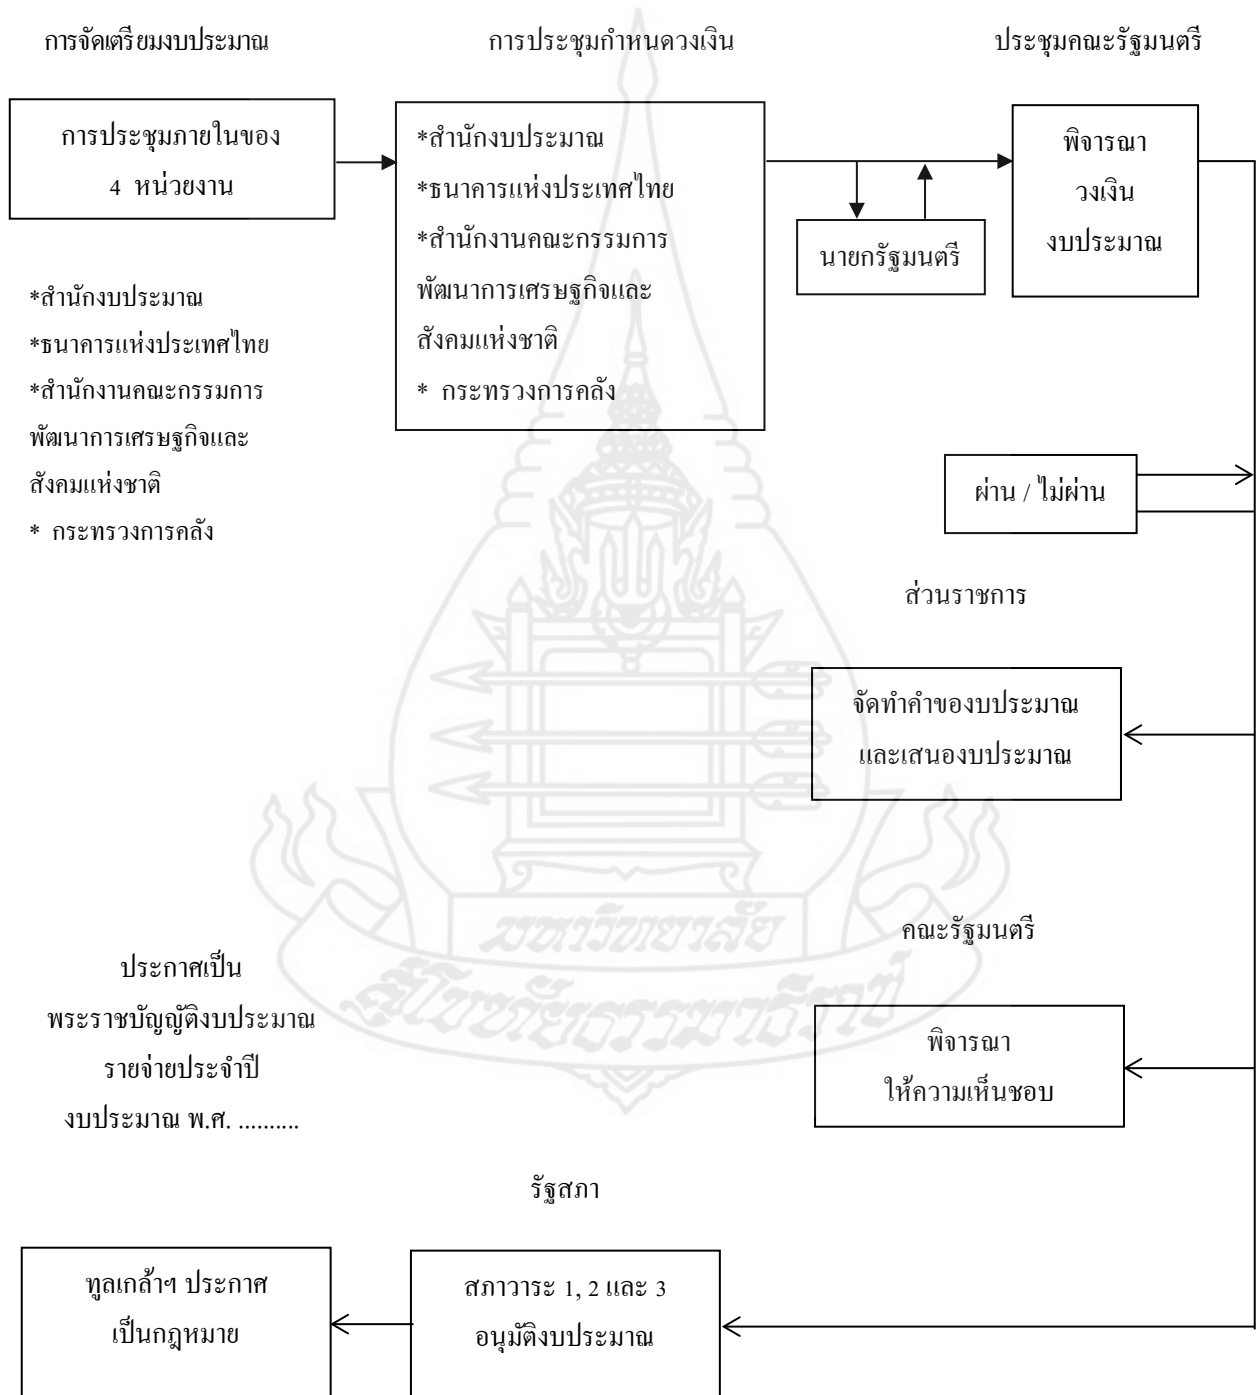 การจัดเตรียมงบประมาณ
การประชุมกำหนดวงเงิน
ประชุมคณะรัฐมนตรี
การประชุมภายในของ
4 หน่วยงาน
*สำนักงบประมาณ
*ธนาคารแห่งประเทศไทย
*สำนักงานคณะกรรมการ
พัฒนาการเศรษฐกิจและ
สังคมแห่งชาติ
* กระทรวงการคลัง
*สำนักงบประมาณ
*ธนาคารแห่งประเทศไทย
*สำนักงานคณะกรรมการ
พัฒนาการเศรษฐกิจและ
สังคมแห่งชาติ
* กระทรวงการคลัง
นายกรัฐมนตรี
พิจารณา
วงเงิน
งบประมาณ
ผ่าน / ไม่ผ่าน
ส่วนราชการ
จัดทำคำของบประมาณ
และเสนองบประมาณ
คณะรัฐมนตรี
พิจารณา
ให้ความเห็นชอบ
ประกาศเป็น
พระราชบัญญัติงบประมาณ
รายจ่ายประจำปี
งบประมาณ พ.ศ. ..........
รัฐสภา
สภาวาระ 1, 2 และ 3
อนุมัติงบประมาณ
ทูลเกล้าฯ ประกาศ
เป็นกฎหมาย
มหาวิทยาลัย
สุโขทัยธรรมาธิราช